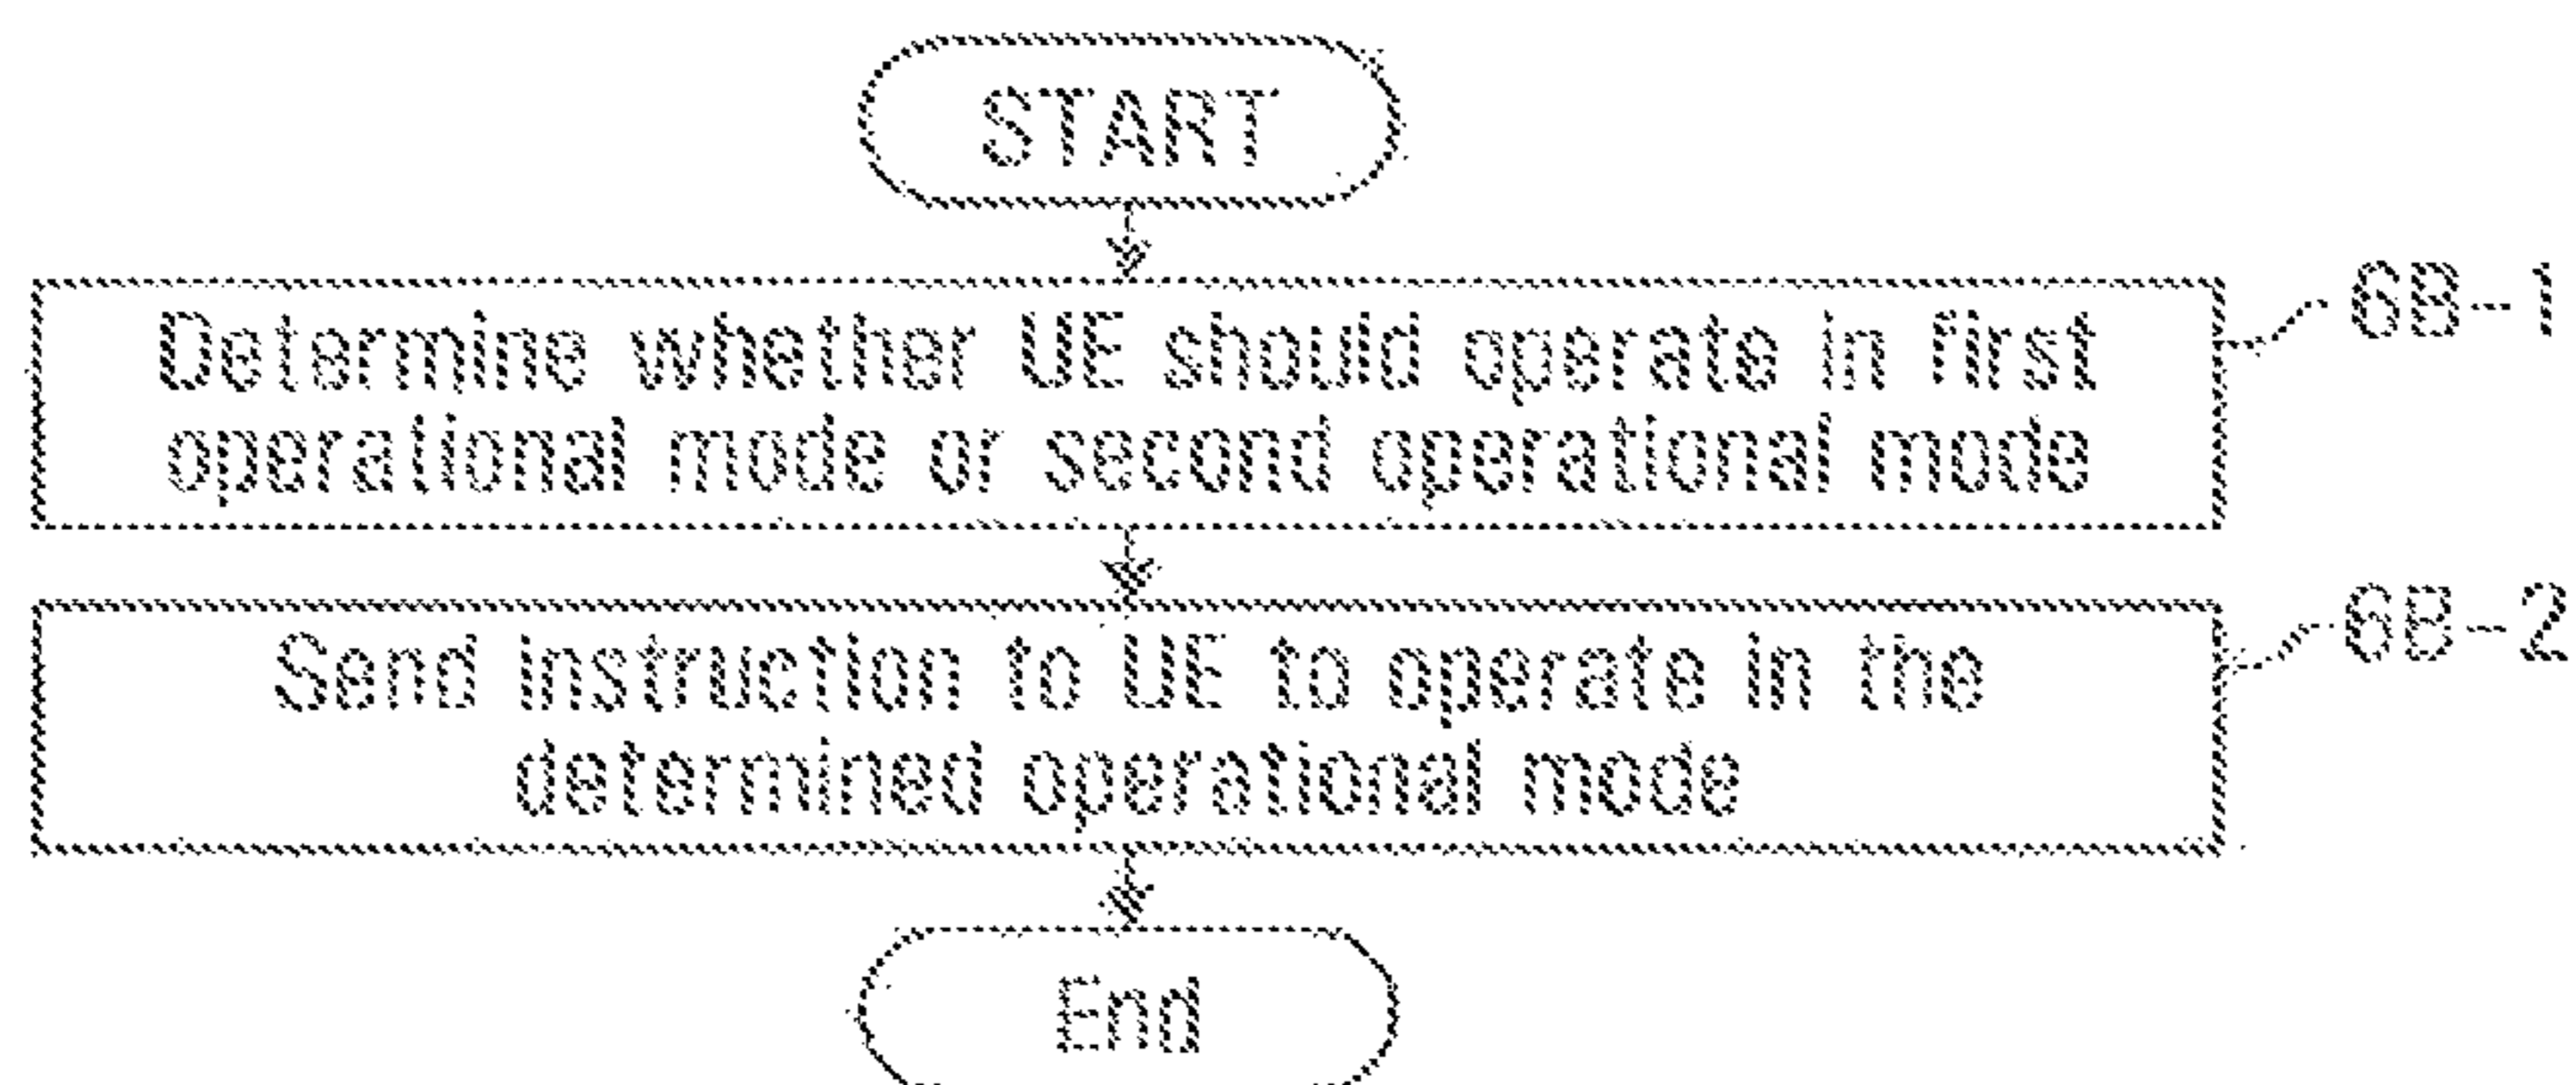 START
Determine whether UE should operate in first
operational mode or second operational mode
6B-1
Send instruction to UE to operate in the
determined operational mode
6B-2
End